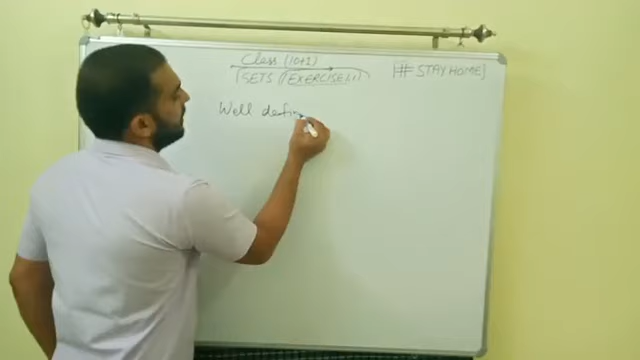 Class (10+1)
(SETS (EXERCISE 1.1)
#STAYHOME
Well defin